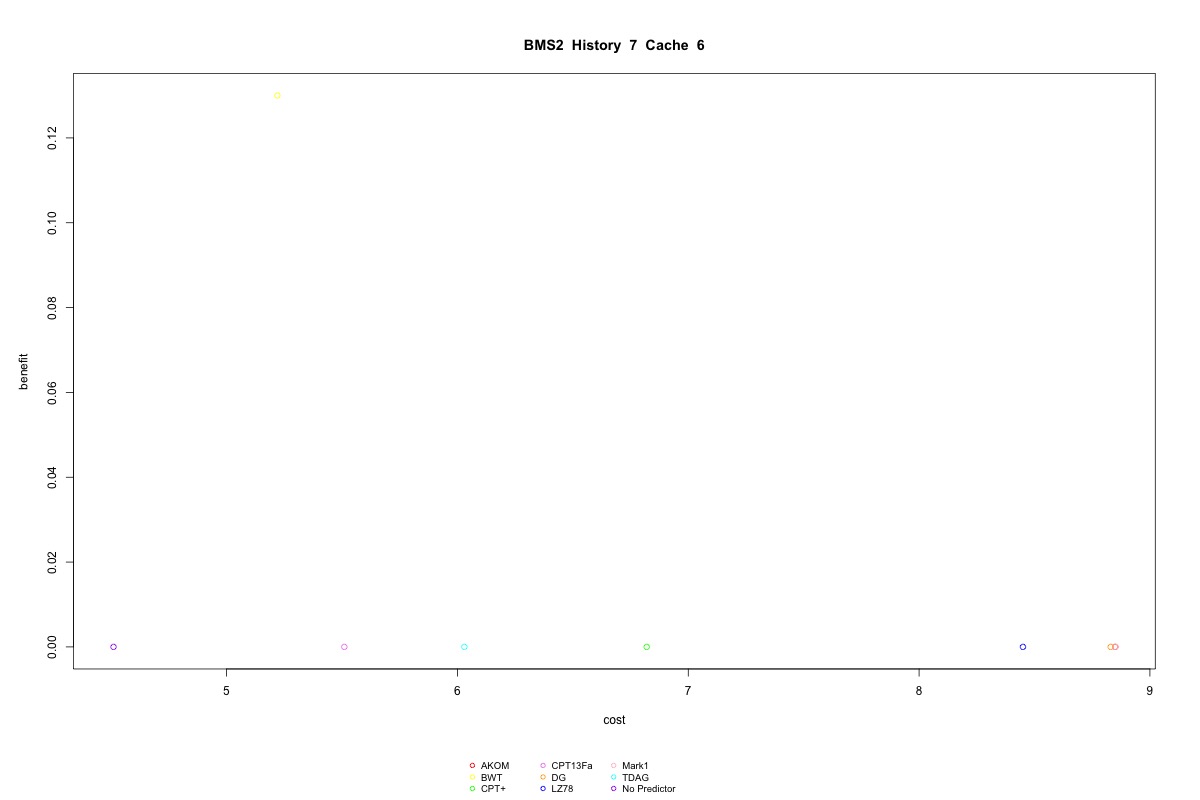 BMS2 History 7 Cache 6
0.12
0.10
0.08
0.06
0.04
0.02
0.00
benefit
5 6 7 8 9
cost
AKOM CPT13Fa Mark1
BWT DG TDAG
CPT+ LZ78 No Predictor